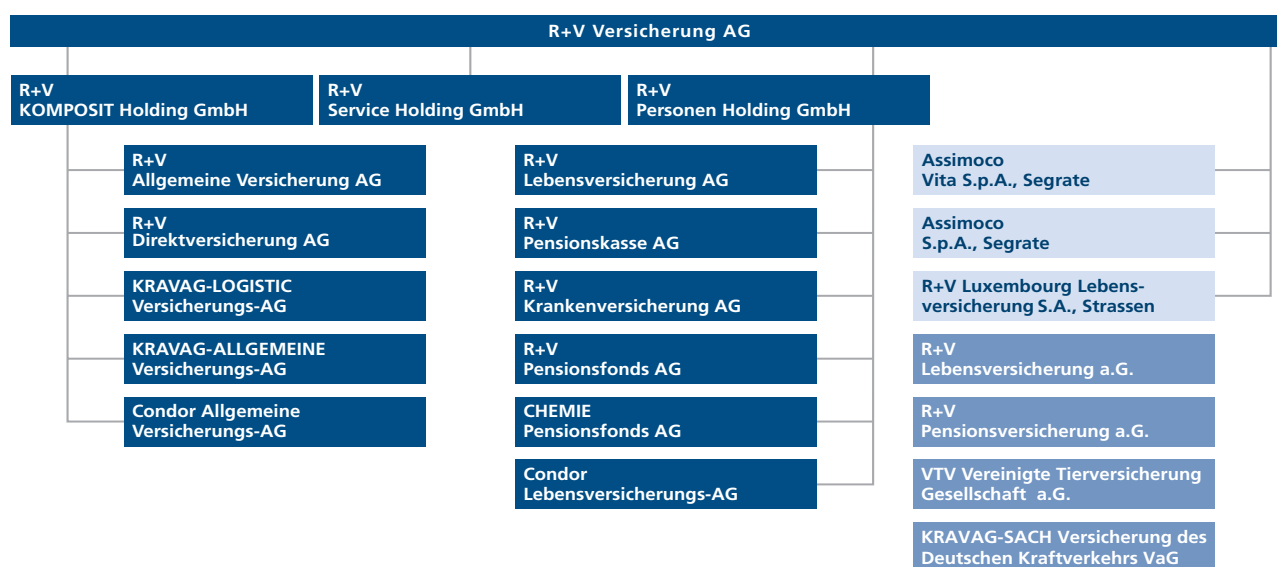 R+V Versicherung AG
R+V
KOMPOSIT Holding GmbH
R+V
Service Holding GmbH
R+V
Personen Holding GmbH
R+V
Allgemeine Versicherung AG
R+V
Direktversicherung AG
KRAVAG-LOGISTIC
Versicherungs-AG
KRAVAG-ALLGEMEINE
Versicherungs-AG
Condor Allgemeine
Versicherungs-AG
R+V
Lebensversicherung AG
R+V
Pensionskasse AG
R+V
Krankenversicherung AG
R+V
Pensionsfonds AG
CHEMIE
Pensionsfonds AG
Condor
Lebensversicherungs-AG
Assimoco
Vita S.p.A., Segrate
Assimoco
S.p.A., Segrate
R+V Luxembourg Lebens-
versicherung S.A., Strassen
R+V
Lebensversicherung a.G.
R+V
Pensionsversicherung a.G.
VTV Vereinigte Tierversicherung
Gesellschaft a.G.
KRAVAG-SACH Versicherung des
Deutschen Kraftverkehrs VaG